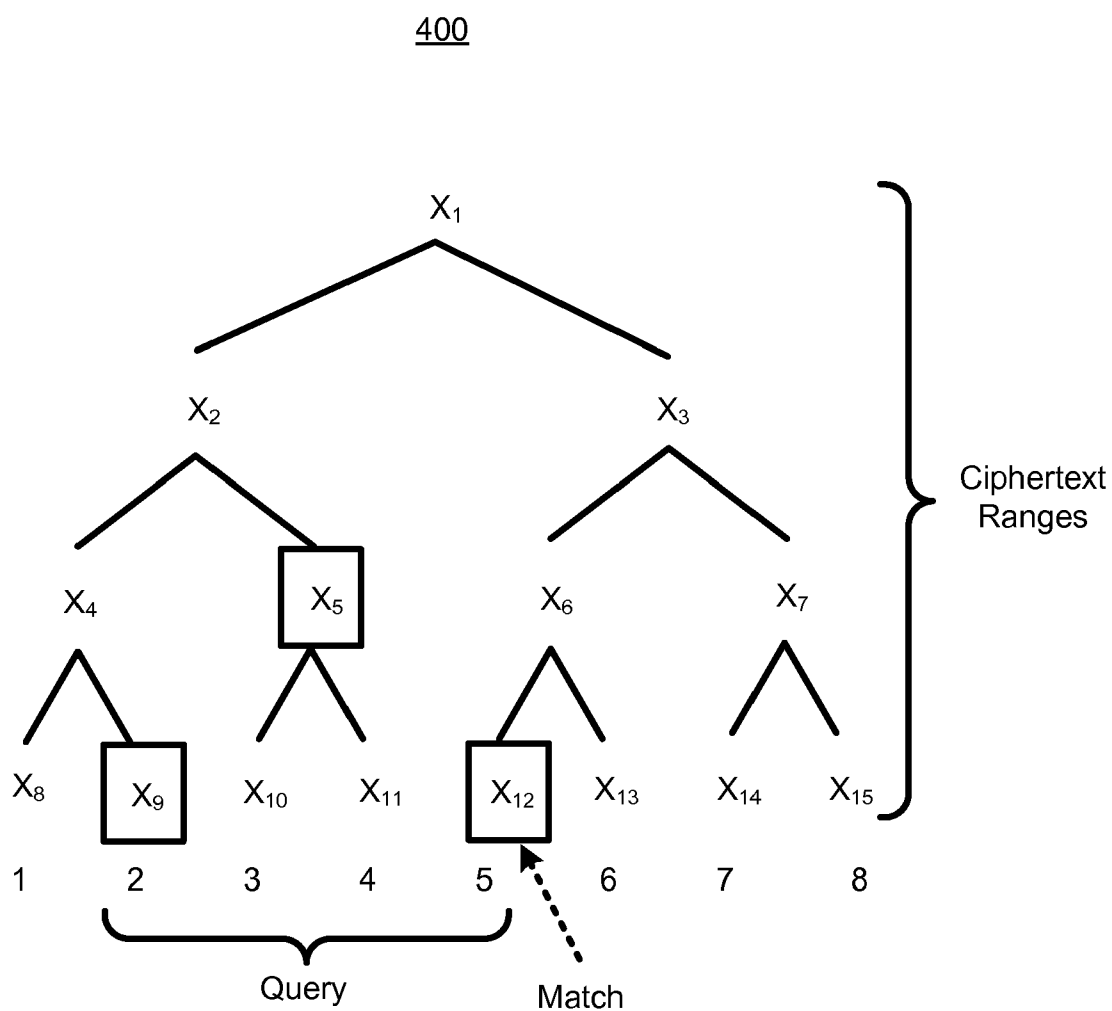 400
X₁
X₂ X₃
Ciphertext
Ranges
X₄ X₅ X₆ X₇
X₈ X₉ X₁₀ X₁₁ X₁₂ X₁₃ X₁₄ X₁₅
1 2 3 4 5 6 7 8
Query
Match